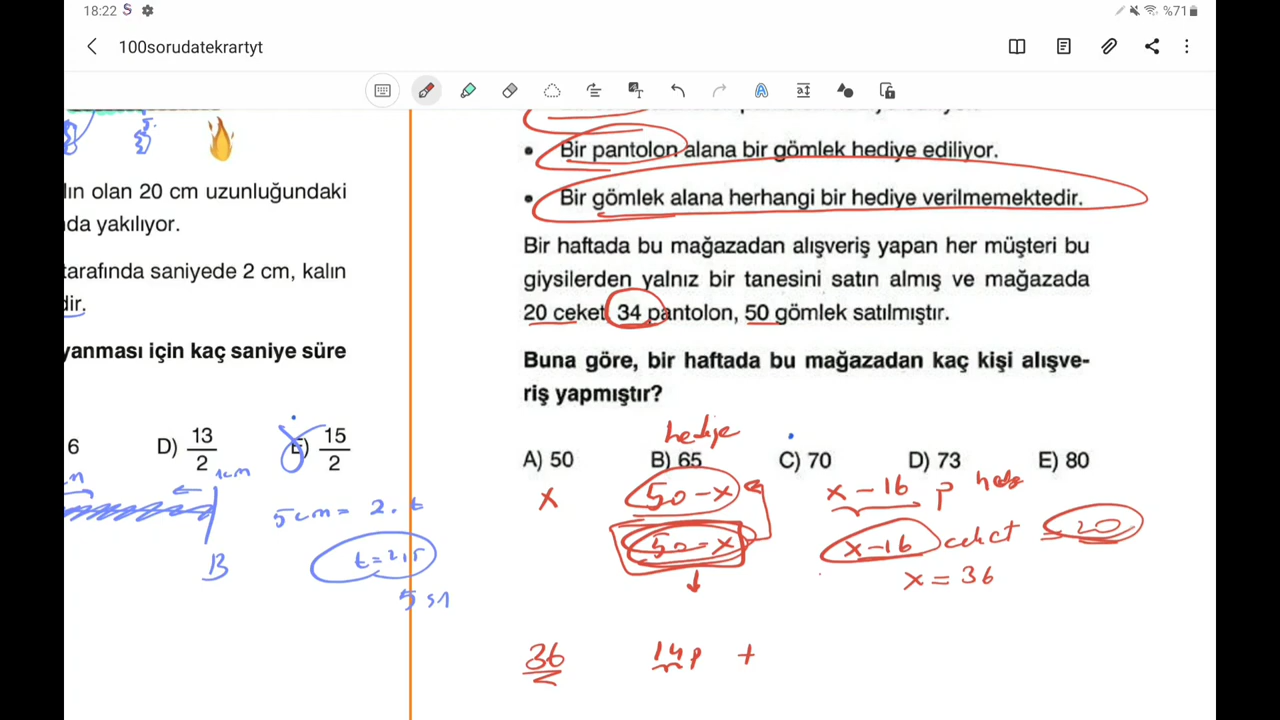 18:22 S %71
100sorudatekrartyt
lın olan 20 cm uzunluğundaki
nda yakılıyor.
tarafında saniyede 2 cm, kalın
dir.
yanması için kaç saniye süre
6 D) 13/2 E) 15/2
1cm
5cm = 2. t
B t=2,5
5 sn
• Bir pantolon alana bir gömlek hediye ediliyor.
• Bir gömlek alana herhangi bir hediye verilmemektedir.
Bir haftada bu mağazadan alışveriş yapan her müşteri bu
giysilerden yalnız bir tanesini satın almış ve mağazada
20 ceket 34 pantolon, 50 gömlek satılmıştır.
Buna göre, bir haftada bu mağazadan kaç kişi alışve-
riş yapmıştır?
hediye
A) 50 B) 65 C) 70 D) 73 E) 80
x 50-x x-16 p
50-x x-16 ceket = 20
x = 36
36 14p +